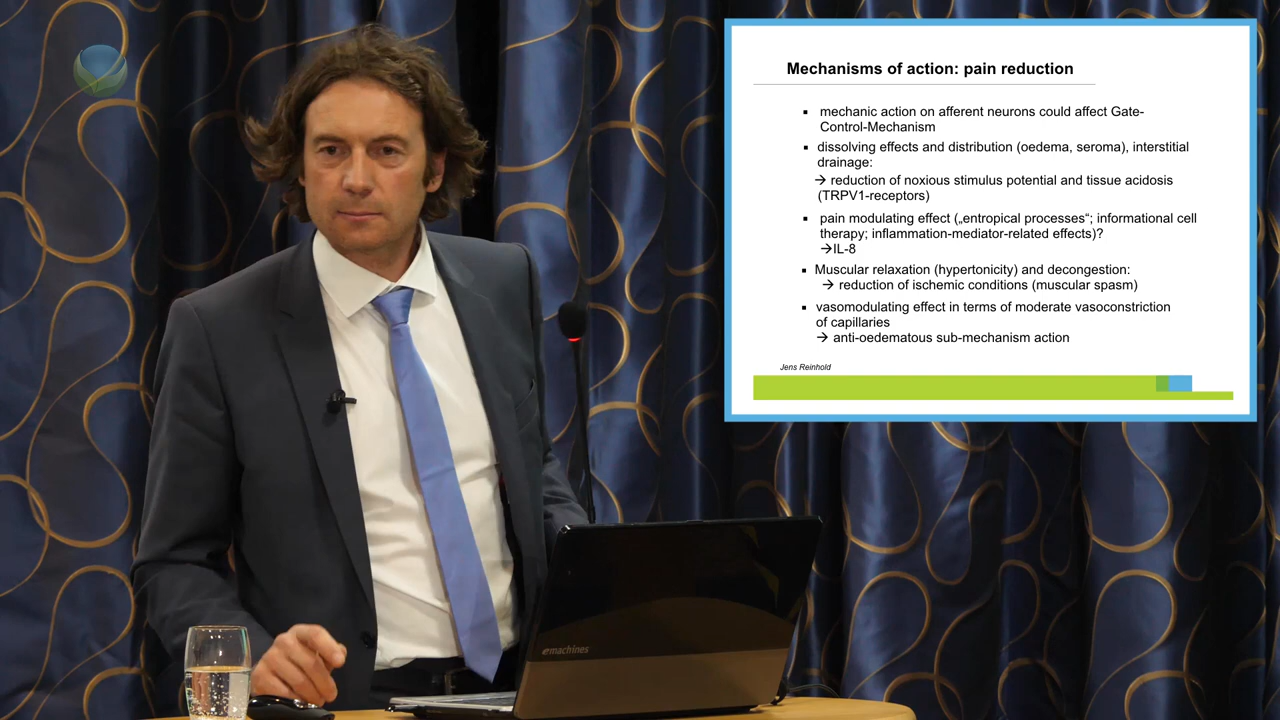 Mechanisms of action: pain reduction
▪ mechanic action on afferent neurons could affect Gate-
Control-Mechanism
▪ dissolving effects and distribution (oedema, seroma), interstitial
drainage:
→ reduction of noxious stimulus potential and tissue acidosis
(TRPV1-receptors)
▪ pain modulating effect („entropical processes“; informational cell
therapy; inflammation-mediator-related effects)?
→IL-8
▪ Muscular relaxation (hypertonicity) and decongestion:
→ reduction of ischemic conditions (muscular spasm)
▪ vasomodulating effect in terms of moderate vasoconstriction
of capillaries
→ anti-oedematous sub-mechanism action
Jens Reinhold
emachines